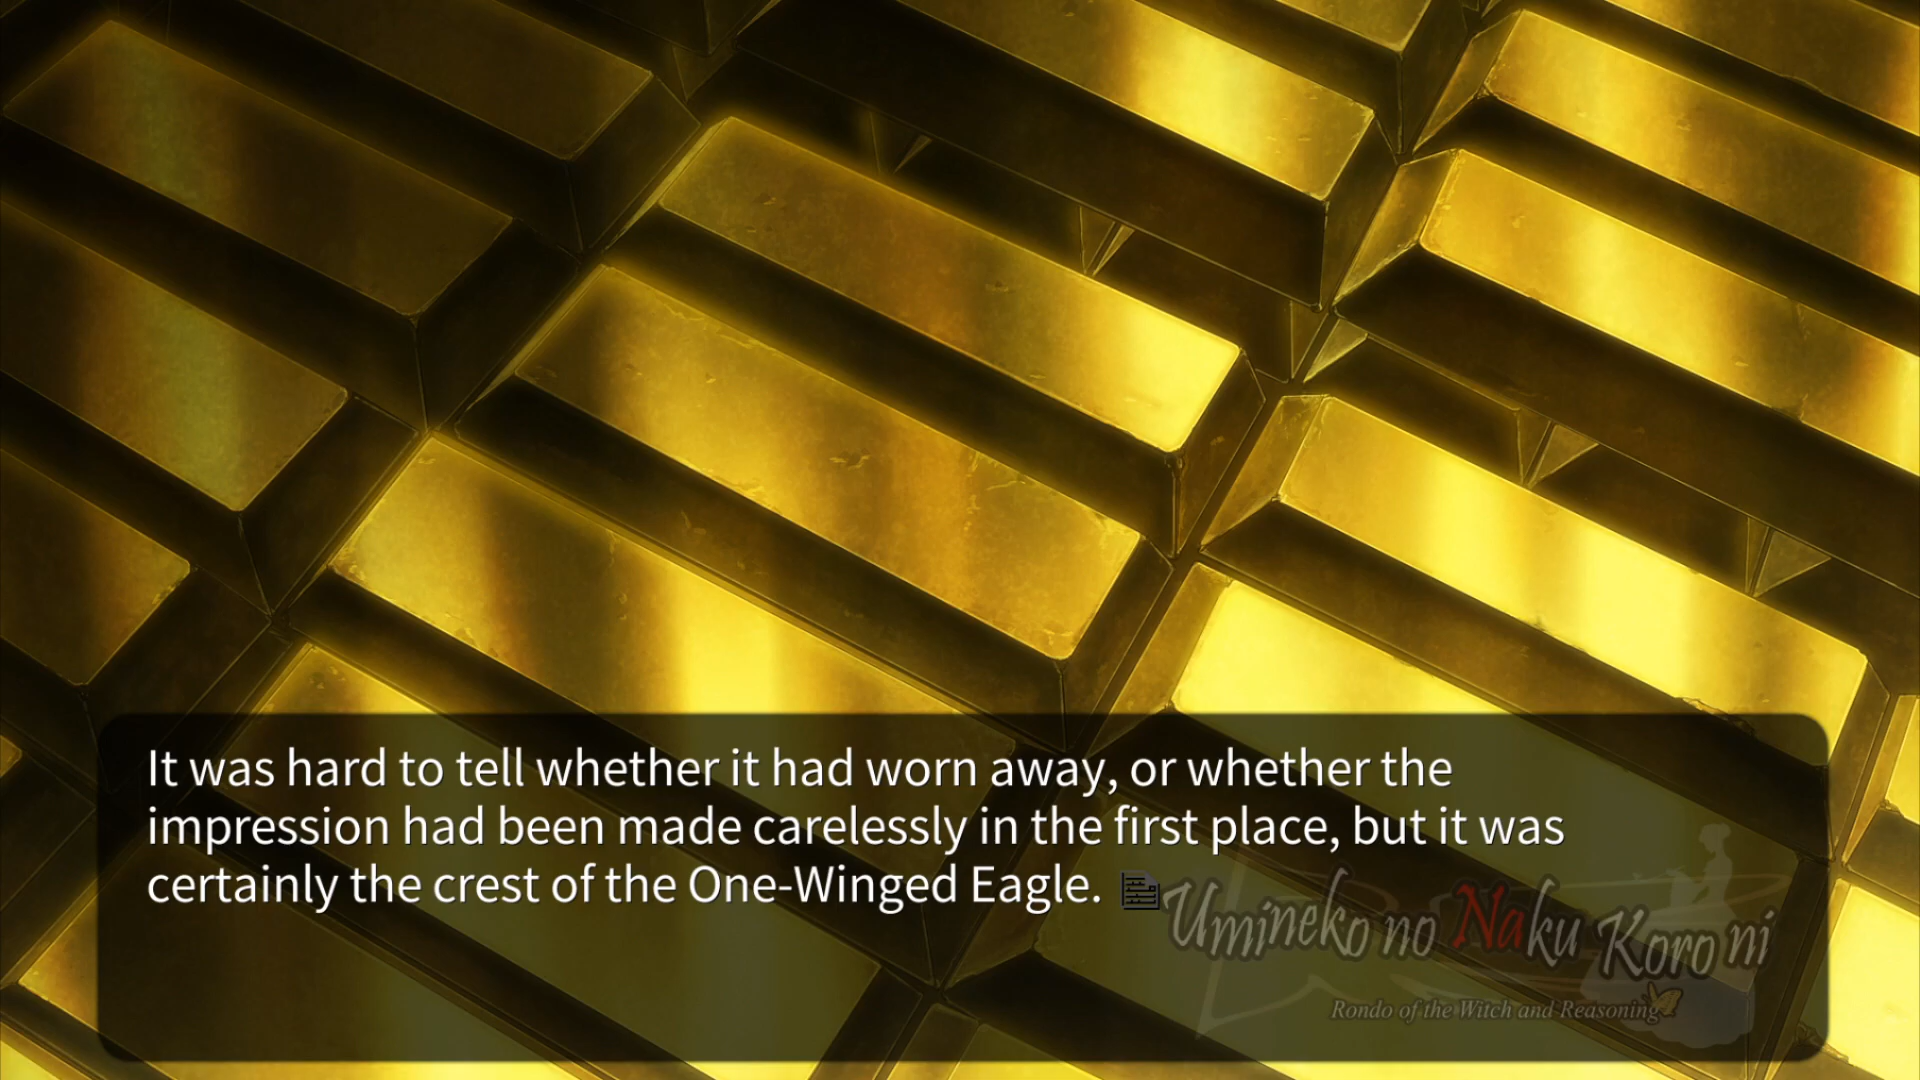 It was hard to tell whether it had worn away, or whether the
impression had been made carelessly in the first place, but it was
certainly the crest of the One-Winged Eagle.
Umineko no Naku Koro ni
Rondo of the Witch and Reasoning